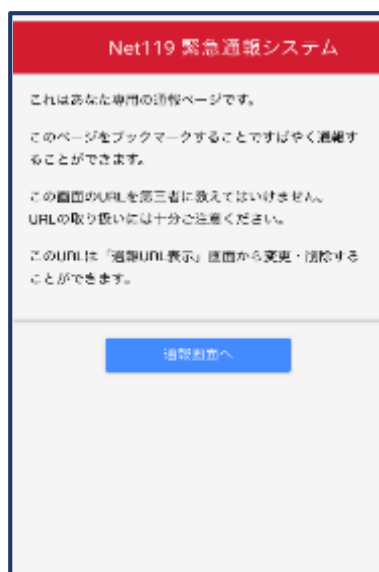 Net119 緊急通報システム
これはあなた専用の通報ページです。
このページをブックマークすることですばやく通報す
ることができます。
この画面のURLを第三者に教えてはいけません。
URLの取り扱いには十分ご注意ください。
このURLは「通報URL表示」画面から変更・削除する
ことができます。
通報画面へ